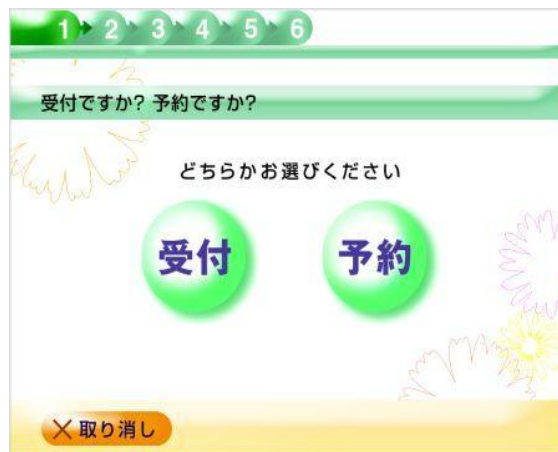 1 2 3 4 5 6
受付ですか? 予約ですか?
どちらかお選びください
受付 予約
取り消し